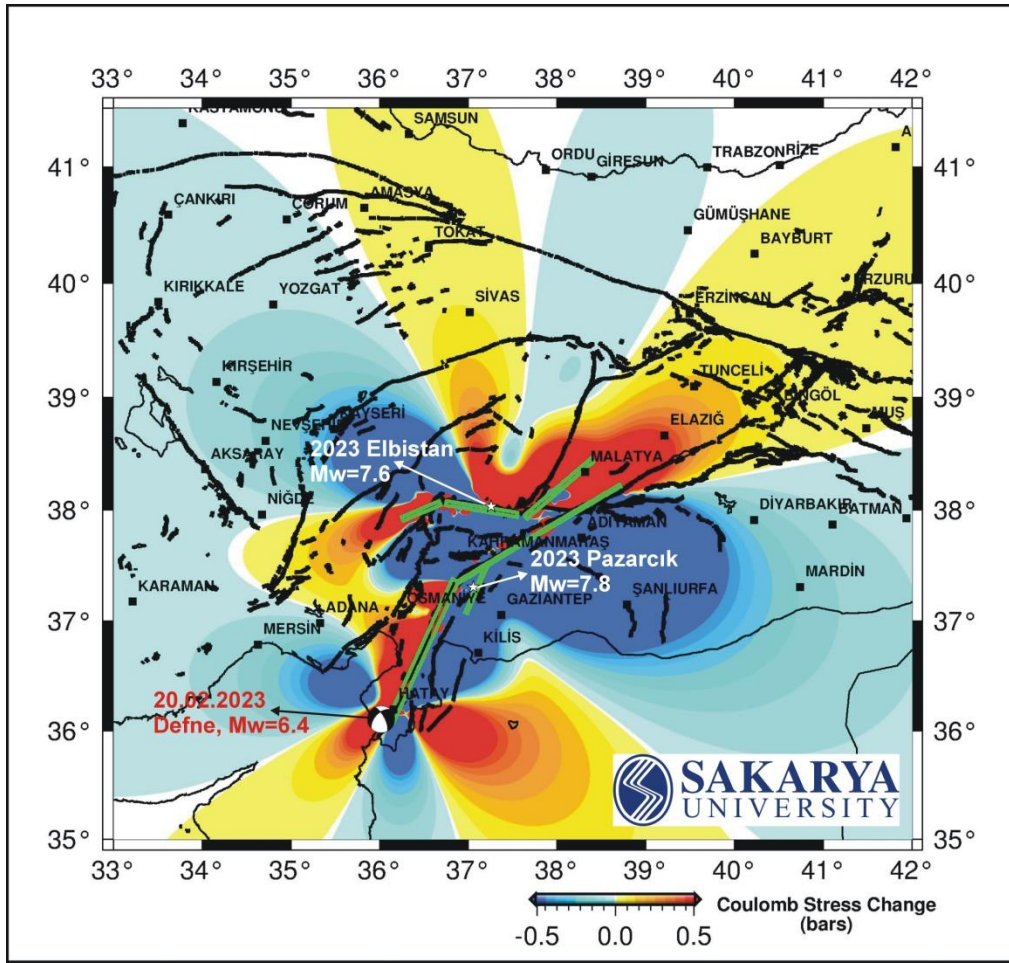 33° 34° 35° 36° 37° 38° 39° 40° 41° 42°
KASTAMONU
SAMSUN
ORDU
GİRESUN
TRABZON
RİZE
A
41° 41°
ÇANKIRI
ÇORUM
AMASYA
TOKAT
GÜMÜŞHANE
BAYBURT
40° 40°
KIRIKKALE
YOZGAT
SİVAS
ERZİNCAN
ERZURU
39° 39°
KIRŞEHİR
TUNCELİ
BİNGÖL
MUŞ
NEVŞEHİR
KAYSERİ
ELAZIĞ
AKSARAY
2023 Elbistan
Mw=7.6
MALATYA
38° 38°
NİĞDE
DİYARBAKIR
BATMAN
ADIYAMAN
KAHRAMANMARAŞ
2023 Pazarcık
Mw=7.8
KARAMAN
OSMANİYE
GAZİANTEP
ŞANLIURFA
MARDİN
37° 37°
ADANA
MERSİN
KİLİS
20.02.2023
Defne, Mw=6.4
HATAY
36° 36°
SAKARYA
UNIVERSITY
35° 35°
33° 34° 35° 36° 37° 38° 39° 40° 41° 42°
Coulomb Stress Change
(bars)
-0.5 0.0 0.5